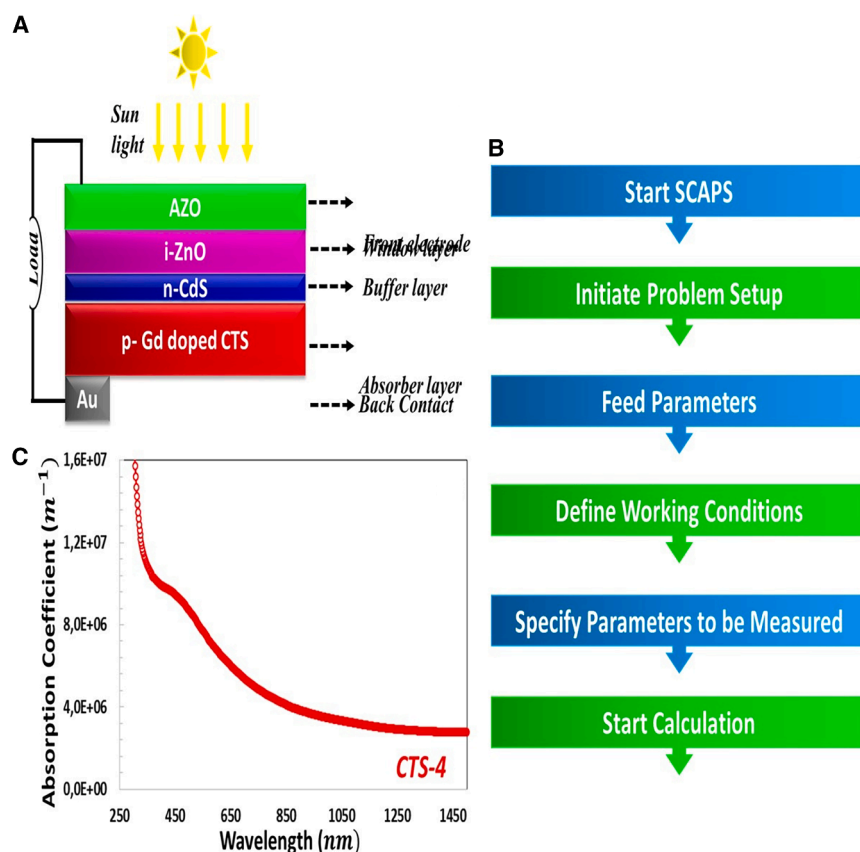 A
Sun
light
Load
AZO
i-ZnO
n-CdS
p- Gd doped CTS
Au
Front electrode
Window layer
Buffer layer
Absorber layer
Back Contact
B
Start SCAPS
Initiate Problem Setup
Feed Parameters
Define Working Conditions
Specify Parameters to be Measured
Start Calculation
C
Absorption Coefficient (m⁻¹)
1,6E+07
1,2E+07
8,0E+06
4,0E+06
0,0E+00
CTS-4
250 450 650 850 1050 1250 1450
Wavelength (nm)